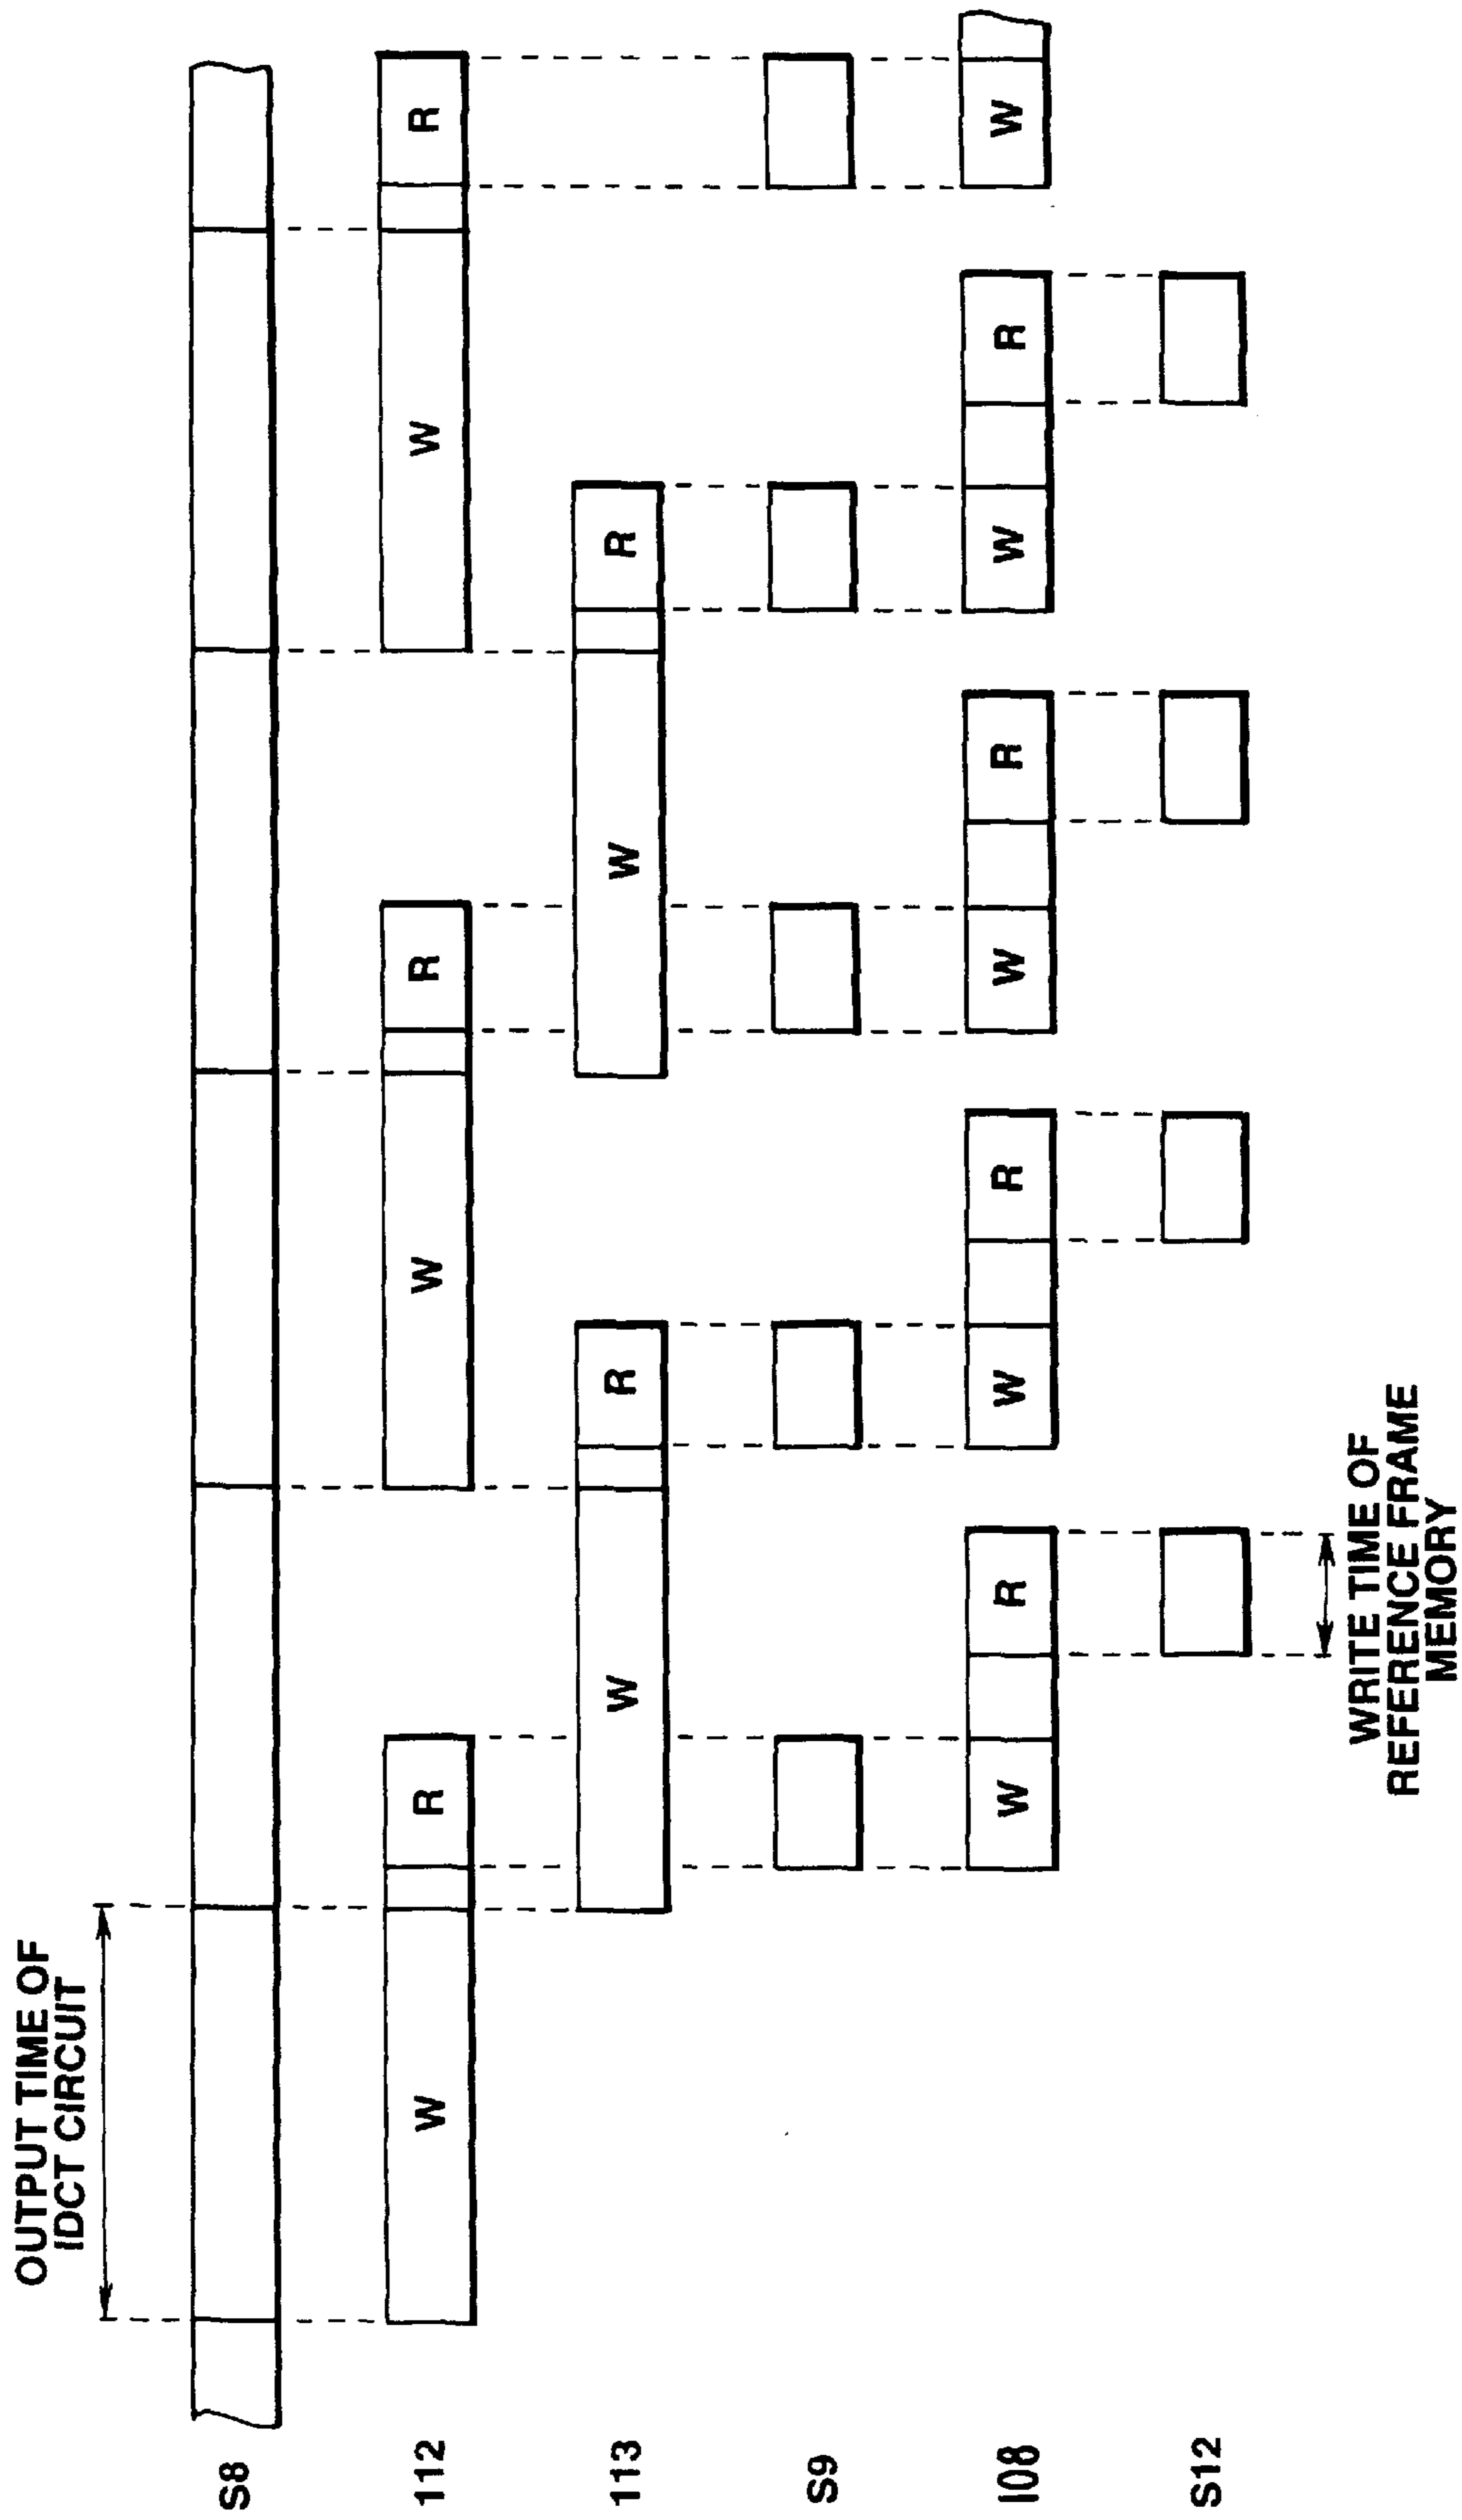 OUTPUT TIME OF
IDCT CIRCUIT
S8
112 W R W R W R
113 W R W R
S9
108 W R W R W R W R W
S12
WRITE TIME OF
REFERENCE FRAME
MEMORY